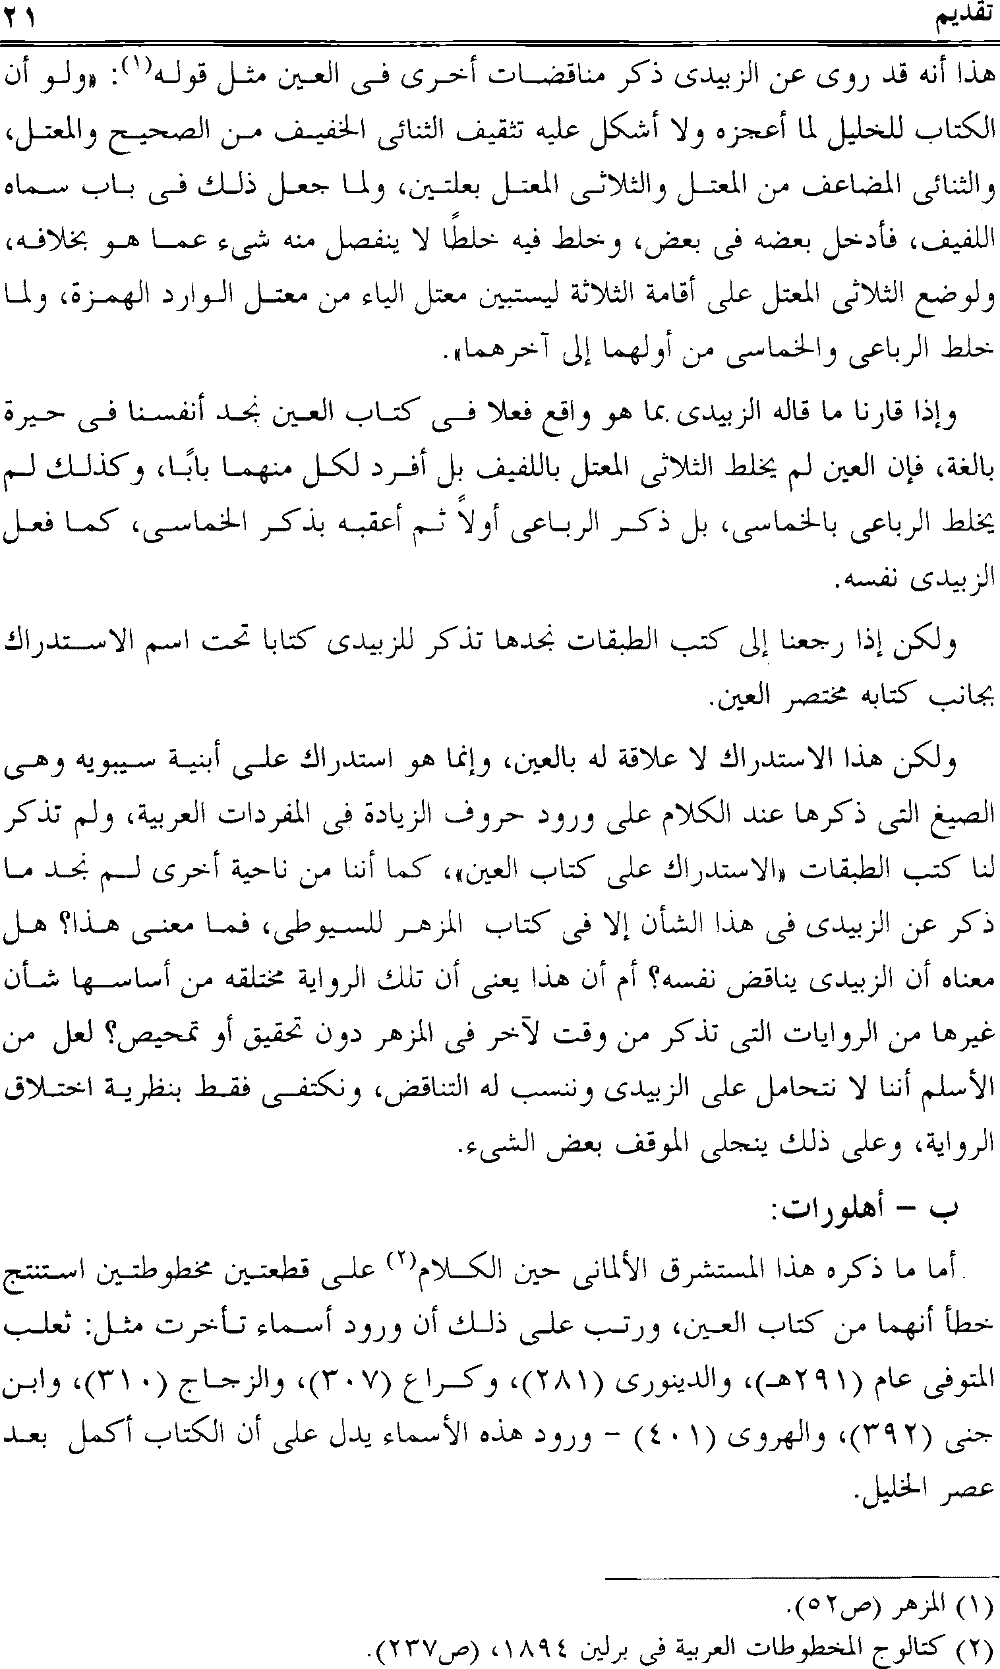 تقديم ٢١
هذا أنه قد روى عن الزبيدى ذكر مناقضات أخرى فى العين مثل قوله(١): «ولو أن
الكتاب للخليل لما أعجزه ولا أشكل عليه تثقيف الثنائى الخفيف من الصحيح والمعتل،
والثنائى المضاعف من المعتل والثلاثى المعتل بعلتين، ولما جعل ذلك فى باب سماه
اللفيف، فأدخل بعضه فى بعض، وخلط فيه خلطًا لا ينفصل منه شىء عما هو بخلافه،
ولوضع الثلاثى المعتل على أقامة الثلاثة ليستبين معتل الياء من معتل الوارد الهمزة، ولما
خلط الرباعى والخماسى من أولهما إلى آخرهما».
وإذا قارنا ما قاله الزبيدى بما هو واقع فعلا فى كتاب العين نجد أنفسنا فى حيرة
بالغة، فإن العين لم يخلط الثلاثى المعتل باللفيف بل أفرد لكل منهما بابًا، وكذلك لم
يخلط الرباعى بالخماسى، بل ذكر الرباعى أولاً ثم أعقبه بذكر الخماسى، كما فعل
الزبيدى نفسه.
ولكن إذا رجعنا إلى كتب الطبقات نجدها تذكر للزبيدى كتابا تحت اسم الاستدراك
بجانب كتابه مختصر العين.
ولكن هذا الاستدراك لا علاقة له بالعين، وإنما هو استدراك على أبنية سيبويه وهى
الصيغ التى ذكرها عند الكلام على ورود حروف الزيادة فى المفردات العربية، ولم تذكر
لنا كتب الطبقات «الاستدراك على كتاب العين»، كما أننا من ناحية أخرى لم نجد ما
ذكر عن الزبيدى فى هذا الشأن إلا فى كتاب المزهر للسيوطى، فما معنى هذا؟ هل
معناه أن الزبيدى يناقض نفسه؟ أم أن هذا يعنى أن تلك الرواية مختلقه من أساسها شأن
غيرها من الروايات التى تذكر من وقت لآخر فى المزهر دون تحقيق أو تمحيص؟ لعل من
الأسلم أننا لا نتحامل على الزبيدى وننسب له التناقض، ونكتفى فقط بنظرية اختلاق
الرواية، وعلى ذلك ينجلى الموقف بعض الشىء.
ب – أهلورات:
أما ما ذكره هذا المستشرق الألمانى حين الكلام(٢) على قطعتين مخطوطتين استنتج
خطأ أنهما من كتاب العين، ورتب على ذلك أن ورود أسماء تأخرت مثل: ثعلب
المتوفى عام (٢٩١هـ)، والدينورى (٢٨١)، وكراع (٣٠٧)، والزجاج (٣١٠)، وابن
جنى (٣٩٢)، والهروى (٤٠١) – ورود هذه الأسماء يدل على أن الكتاب أكمل بعد
عصر الخليل.
(١) المزهر (ص٥٢).
(٢) كتالوج المخطوطات العربية فى برلين ١٨٩٤، (ص٢٣٧).